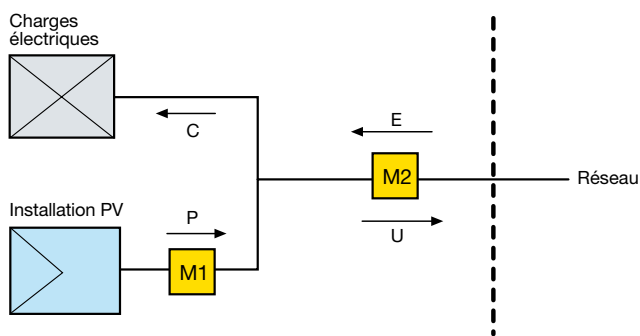 Charges
électriques
C
E
M2
Réseau
U
Installation PV
P
M1